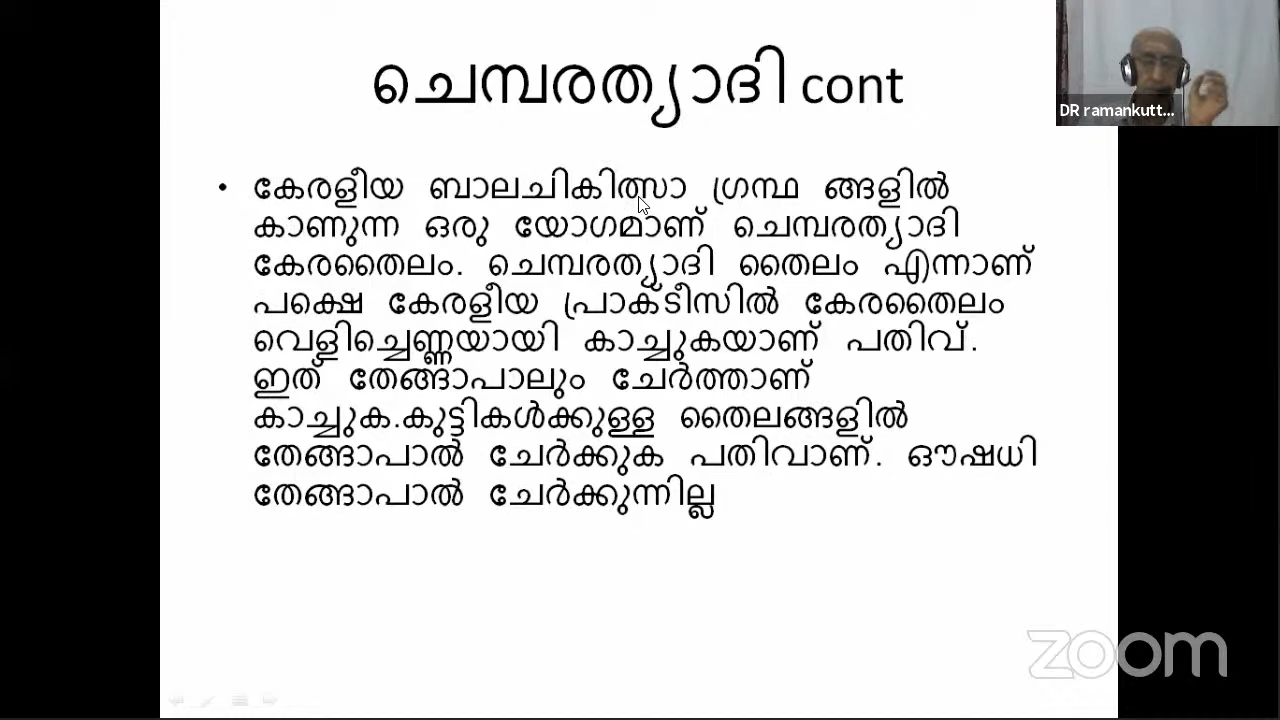 ചെമ്പരത്യാദി cont
DR ramankutt...
• കേരളീയ ബാലചികിത്സാ ഗ്രന്ഥ ങ്ങളിൽ
കാണുന്ന ഒരു യോഗമാണ് ചെമ്പരത്യാദി
കേരതൈലം. ചെമ്പരത്യാദി തൈലം എന്നാണ്
പക്ഷെ കേരളീയ പ്രാക്ടീസിൽ കേരതൈലം
വെളിച്ചെണ്ണയായി കാച്ചുകയാണ് പതിവ്.
ഇത് തേങ്ങാപാലും ചേർത്താണ്
കാച്ചുക.കുട്ടികൾക്കുള്ള തൈലങ്ങളിൽ
തേങ്ങാപാൽ ചേർക്കുക പതിവാണ്. ഔഷധി
തേങ്ങാപാൽ ചേർക്കുന്നില്ല
zoom